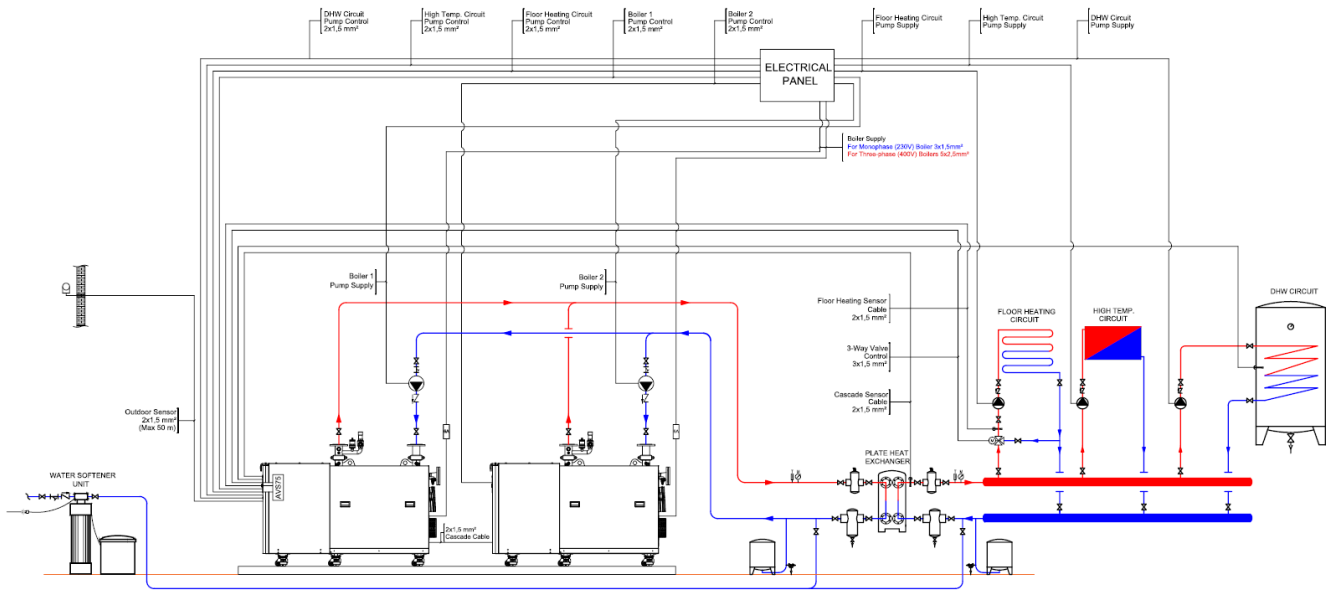 DHW Circuit
Pump Control
2x1,5 mm²
High Temp. Circuit
Pump Control
2x1,5 mm²
Floor Heating Circuit
Pump Control
2x1,5 mm²
Boiler 1
Pump Control
2x1,5 mm²
Boiler 2
Pump Control
2x1,5 mm²
Floor Heating Circuit
Pump Supply
High Temp. Circuit
Pump Supply
DHW Circuit
Pump Supply
ELECTRICAL
PANEL
Boiler Supply
For Monophase (230V) Boiler 3x1,5mm²
For Three-phase (400V) Boilers 5x2,5mm²
Boiler 1
Pump Supply
Boiler 2
Pump Supply
Floor Heating Sensor
Cable
2x1,5 mm²
3-Way Valve
Control
3x1,5 mm²
Cascade Sensor
Cable
2x1,5 mm²
FLOOR HEATING
CIRCUIT
HIGH TEMP.
CIRCUIT
DHW CIRCUIT
Outdoor Sensor
2x1,5 mm²
(Max 50 m)
PLATE HEAT
EXCHANGER
WATER SOFTENER
UNIT
AVS75
2x1,5 mm²
Cascade Cable